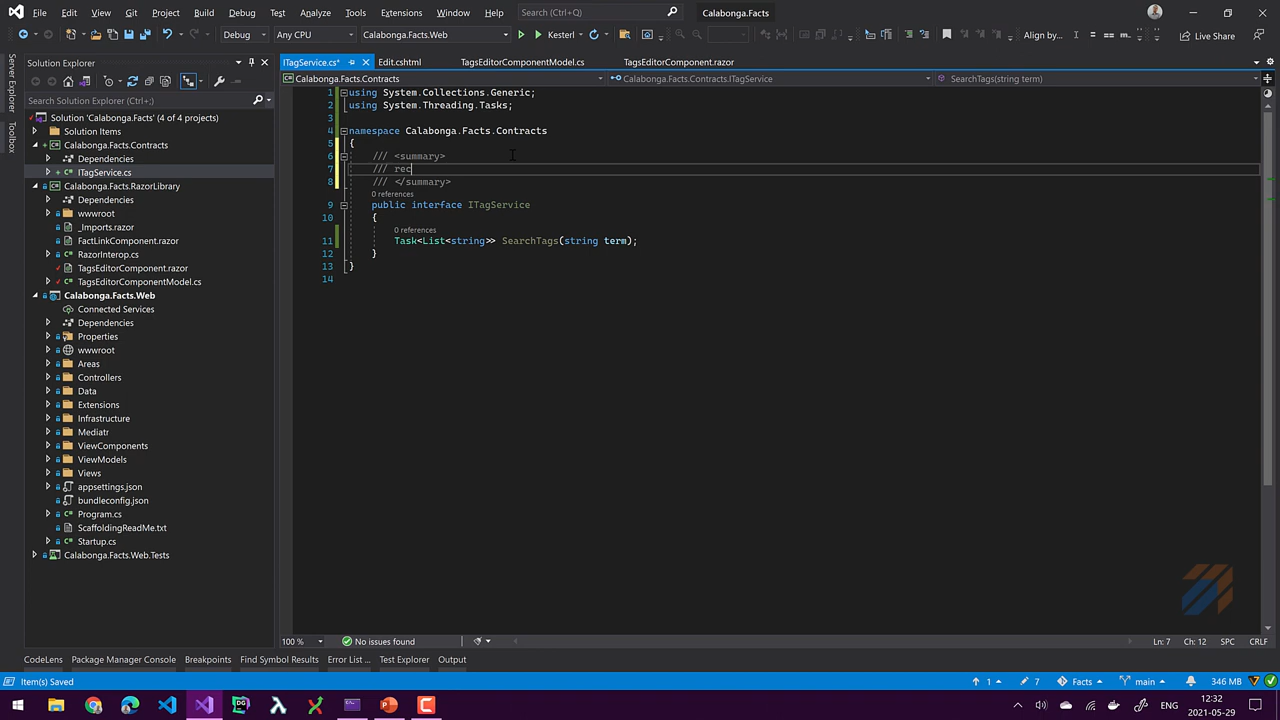 File Edit View Git Project Build Debug Test Analyze Tools Extensions Window Help Search (Ctrl+Q) Calabonga.Facts
Debug Any CPU Calabonga.Facts.Web Kesterl Align by... Live Share
Server Explorer
Toolbox
Solution Explorer
Search Solution Explorer (Ctrl+;)
Solution 'Calabonga.Facts' (4 of 4 projects)
Solution Items
Calabonga.Facts.Contracts
Dependencies
ITagService.cs
Calabonga.Facts.RazorLibrary
Dependencies
wwwroot
_Imports.razor
FactLinkComponent.razor
RazorInterop.cs
TagsEditorComponent.razor
TagsEditorComponentModel.cs
Calabonga.Facts.Web
Connected Services
Dependencies
Properties
wwwroot
Areas
Controllers
Data
Extensions
Infrastructure
Mediatr
ViewComponents
ViewModels
Views
appsettings.json
bundleconfig.json
Program.cs
ScaffoldingReadMe.txt
Startup.cs
Calabonga.Facts.Web.Tests
ITagService.cs* Edit.cshtml TagsEditorComponentModel.cs TagsEditorComponent.razor
Calabonga.Facts.Contracts Calabonga.Facts.Contracts.ITagService SearchTags(string term)
1 using System.Collections.Generic;
2 using System.Threading.Tasks;
3
4 namespace Calabonga.Facts.Contracts
5 {
6 /// <summary>
7 /// rec
8 /// </summary>
0 references
9 public interface ITagService
10 {
0 references
11 Task<List<string>> SearchTags(string term);
12 }
13 }
14
100 % No issues found Ln: 7 Ch: 12 SPC CRLF
CodeLens Package Manager Console Breakpoints Find Symbol Results Error List ... Test Explorer Output
Item(s) Saved 1 7 Facts main 346 MB
ENG 12:32
2021-05-29